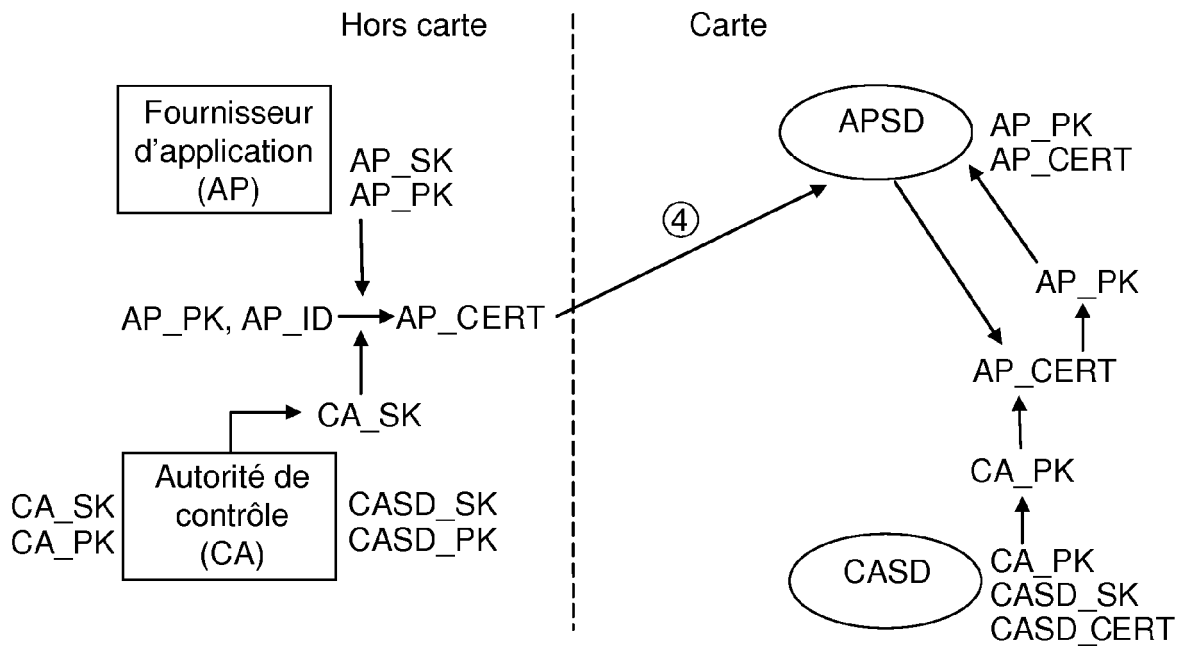 Hors carte
Carte
Fournisseur
d'application
(AP)
AP_SK
AP_PK
④
APSD
AP_PK
AP_CERT
AP_PK
AP_PK, AP_ID
AP_CERT
AP_CERT
CA_SK
CA_PK
CA_SK
CA_PK
Autorité de
contrôle
(CA)
CASD_SK
CASD_PK
CASD
CA_PK
CASD_SK
CASD_CERT